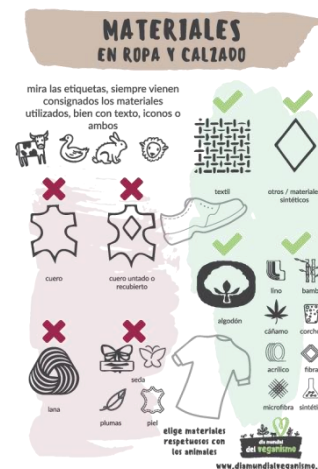 MATERIALES
EN ROPA Y CALZADO
mira las etiquetas, siempre vienen
consignados los materiales
utilizados, bien con texto, iconos o
ambos
textil
otros / materiales
sintéticos
cuero
cuero untado o
recubierto
algodón
lino
cáñamo
acrílico
microfibra
lana
seda
plumas
piel
elige materiales
respetuosos con
los animales
día mundial
del veganismo